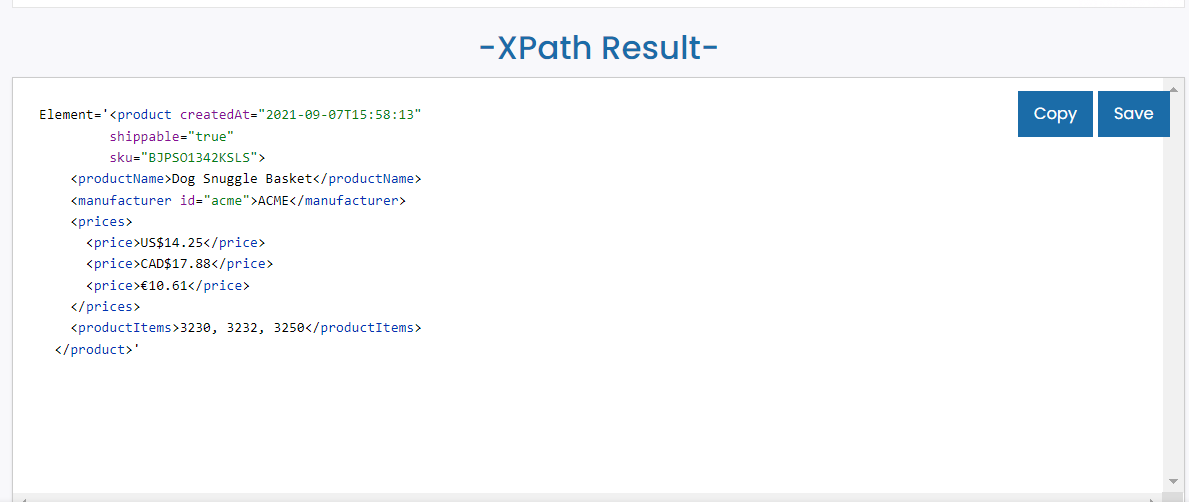 -XPath Result-
Copy
Save
Element='<product createdAt="2021-09-07T15:58:13"
shippable="true"
sku="BJPSO1342KSLS">
<productName>Dog Snuggle Basket</productName>
<manufacturer id="acme">ACME</manufacturer>
<prices>
<price>US$14.25</price>
<price>CAD$17.88</price>
<price>€10.61</price>
</prices>
<productItems>3230, 3232, 3250</productItems>
</product>'